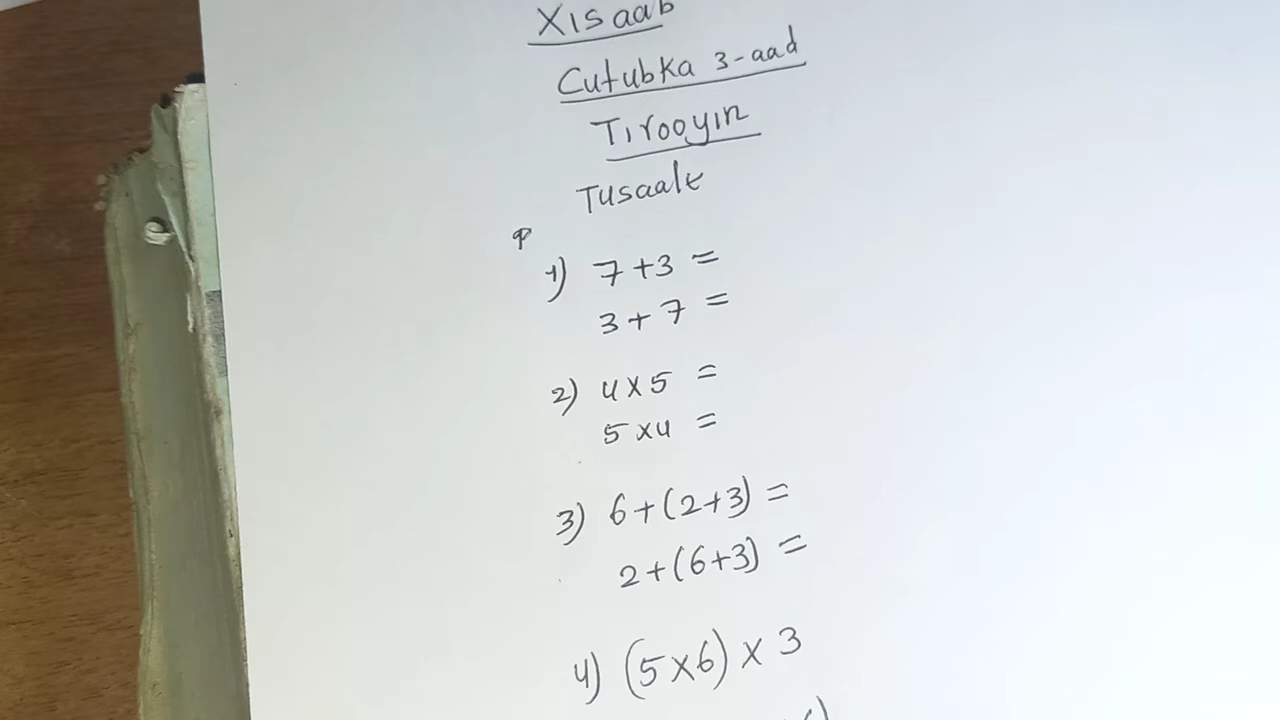 Xisaab
Cutubka 3-aad
Tirooyin
Tusaale
1) 7+3 =
3+7 =
2) 4x5 =
5x4 =
3) 6+(2+3) =
2+(6+3) =
4) (5x6) x 3